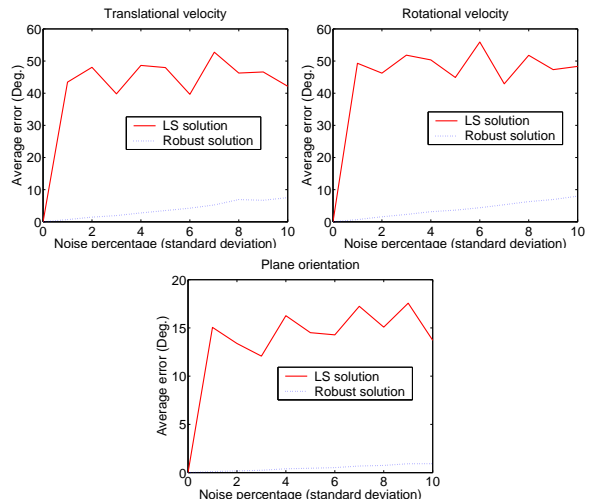 Translational velocity
60
50
40
30
20
10
0
Average error (Deg.)
LS solution
Robust solution
0 2 4 6 8 10
Noise percentage (standard deviation)
Rotational velocity
60
50
40
30
20
10
0
Average error (Deg.)
LS solution
Robust solution
0 2 4 6 8 10
Noise percentage (standard deviation)
Plane orientation
20
15
10
5
0
Average error (Deg.)
LS solution
Robust solution
0 2 4 6 8 10
Noise percentage (standard deviation)